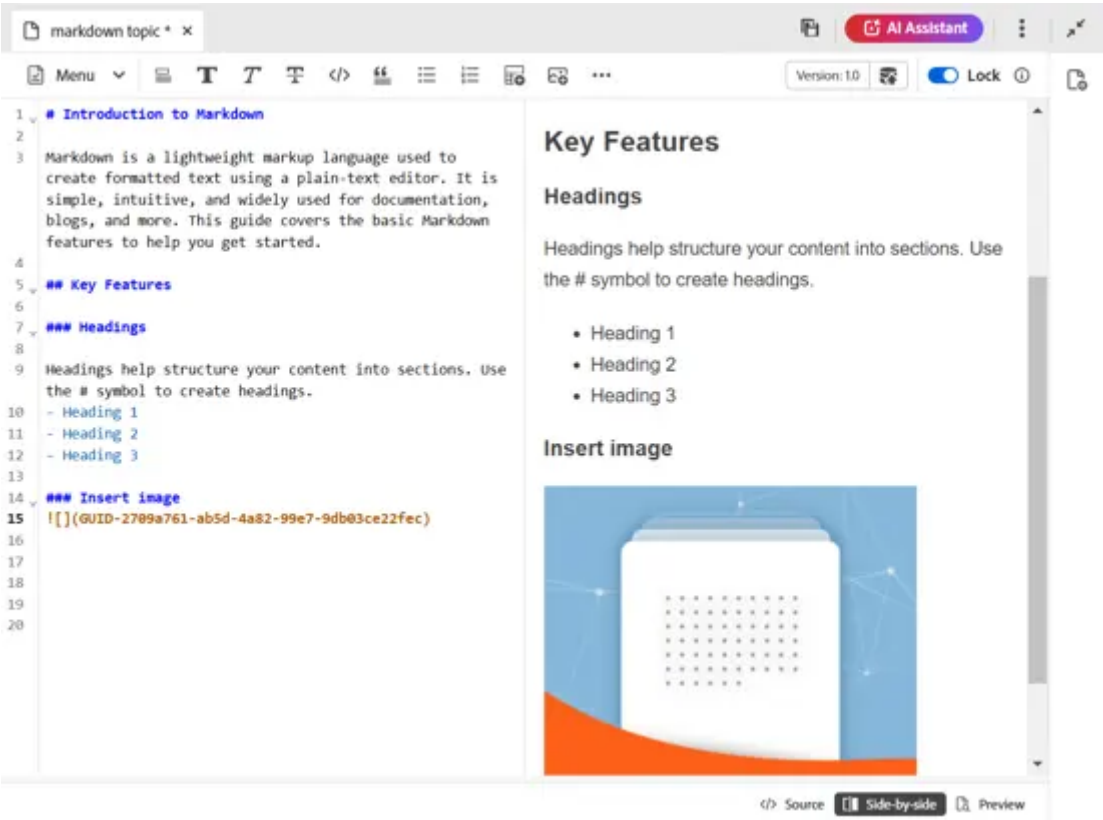 markdown topic *
AI Assistant
Menu
Version: 1.0
Lock
1 # Introduction to Markdown
2
3 Markdown is a lightweight markup language used to
create formatted text using a plain-text editor. It is
simple, intuitive, and widely used for documentation,
blogs, and more. This guide covers the basic Markdown
features to help you get started.
4
5 ## Key Features
6
7 ### Headings
8
9 Headings help structure your content into sections. Use
the # symbol to create headings.
10 - Heading 1
11 - Heading 2
12 - Heading 3
13
14 ### Insert image
15 ![](GUID-2709a761-ab5d-4a82-99e7-9db03ce22fec)
16
17
18
19
20
Key Features
Headings
Headings help structure your content into sections. Use
the # symbol to create headings.
• Heading 1
• Heading 2
• Heading 3
Insert image
</> Source
Side-by-side
Preview